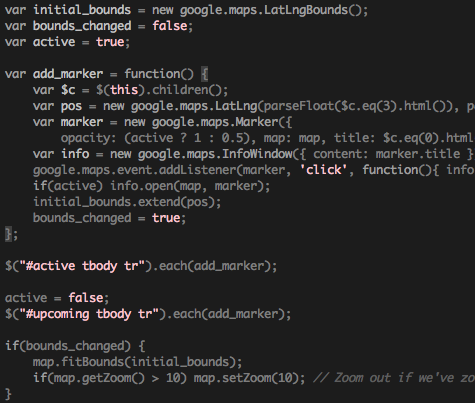 var initial_bounds = new google.maps.LatLngBounds();
var bounds_changed = false;
var active = true;
var add_marker = function() {
var $c = $(this).children();
var pos = new google.maps.LatLng(parseFloat($c.eq(3).html()), p
var marker = new google.maps.Marker({
opacity: (active ? 1 : 0.5), map: map, title: $c.eq(0).html
var info = new google.maps.InfoWindow({ content: marker.title }
google.maps.event.addListener(marker, 'click', function(){ info
if(active) info.open(map, marker);
initial_bounds.extend(pos);
bounds_changed = true;
};
$("#active tbody tr").each(add_marker);
active = false;
$("#upcoming tbody tr").each(add_marker);
if(bounds_changed) {
map.fitBounds(initial_bounds);
if(map.getZoom() > 10) map.setZoom(10); // Zoom out if we've zo
}